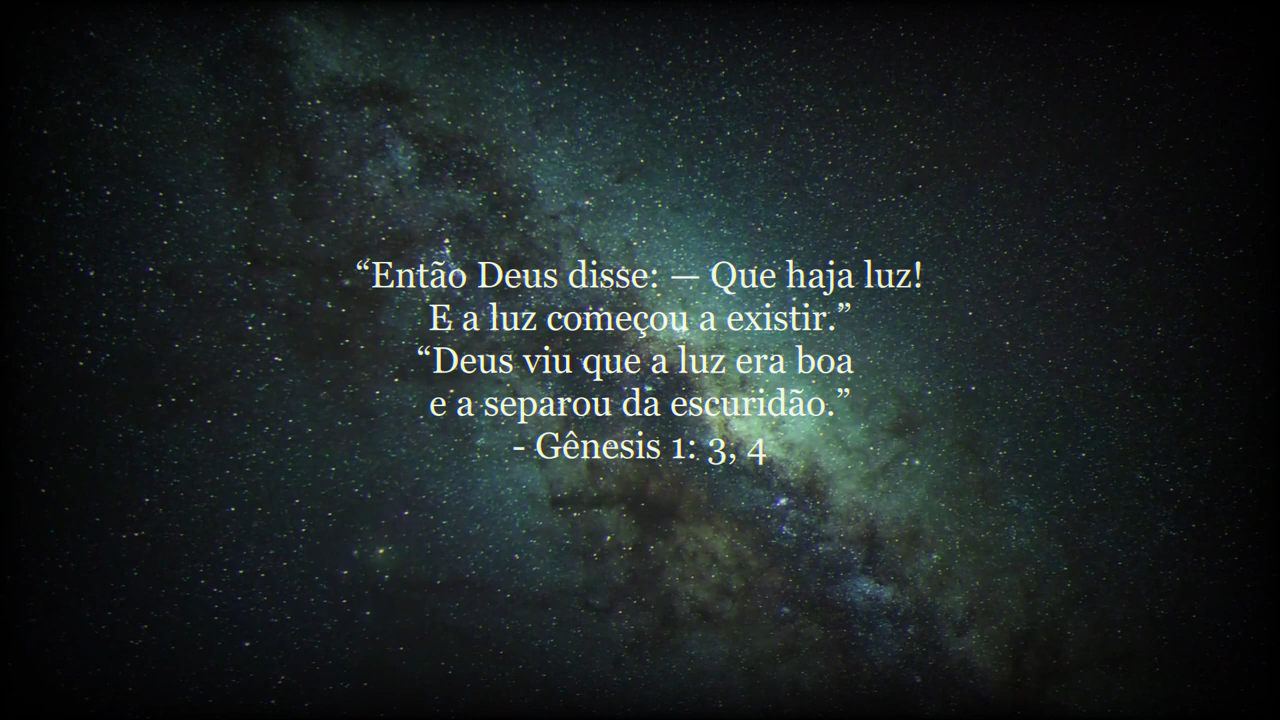 “Então Deus disse: — Que haja luz!
E a luz começou a existir.”
“Deus viu que a luz era boa
e a separou da escuridão.”
- Gênesis 1: 3, 4